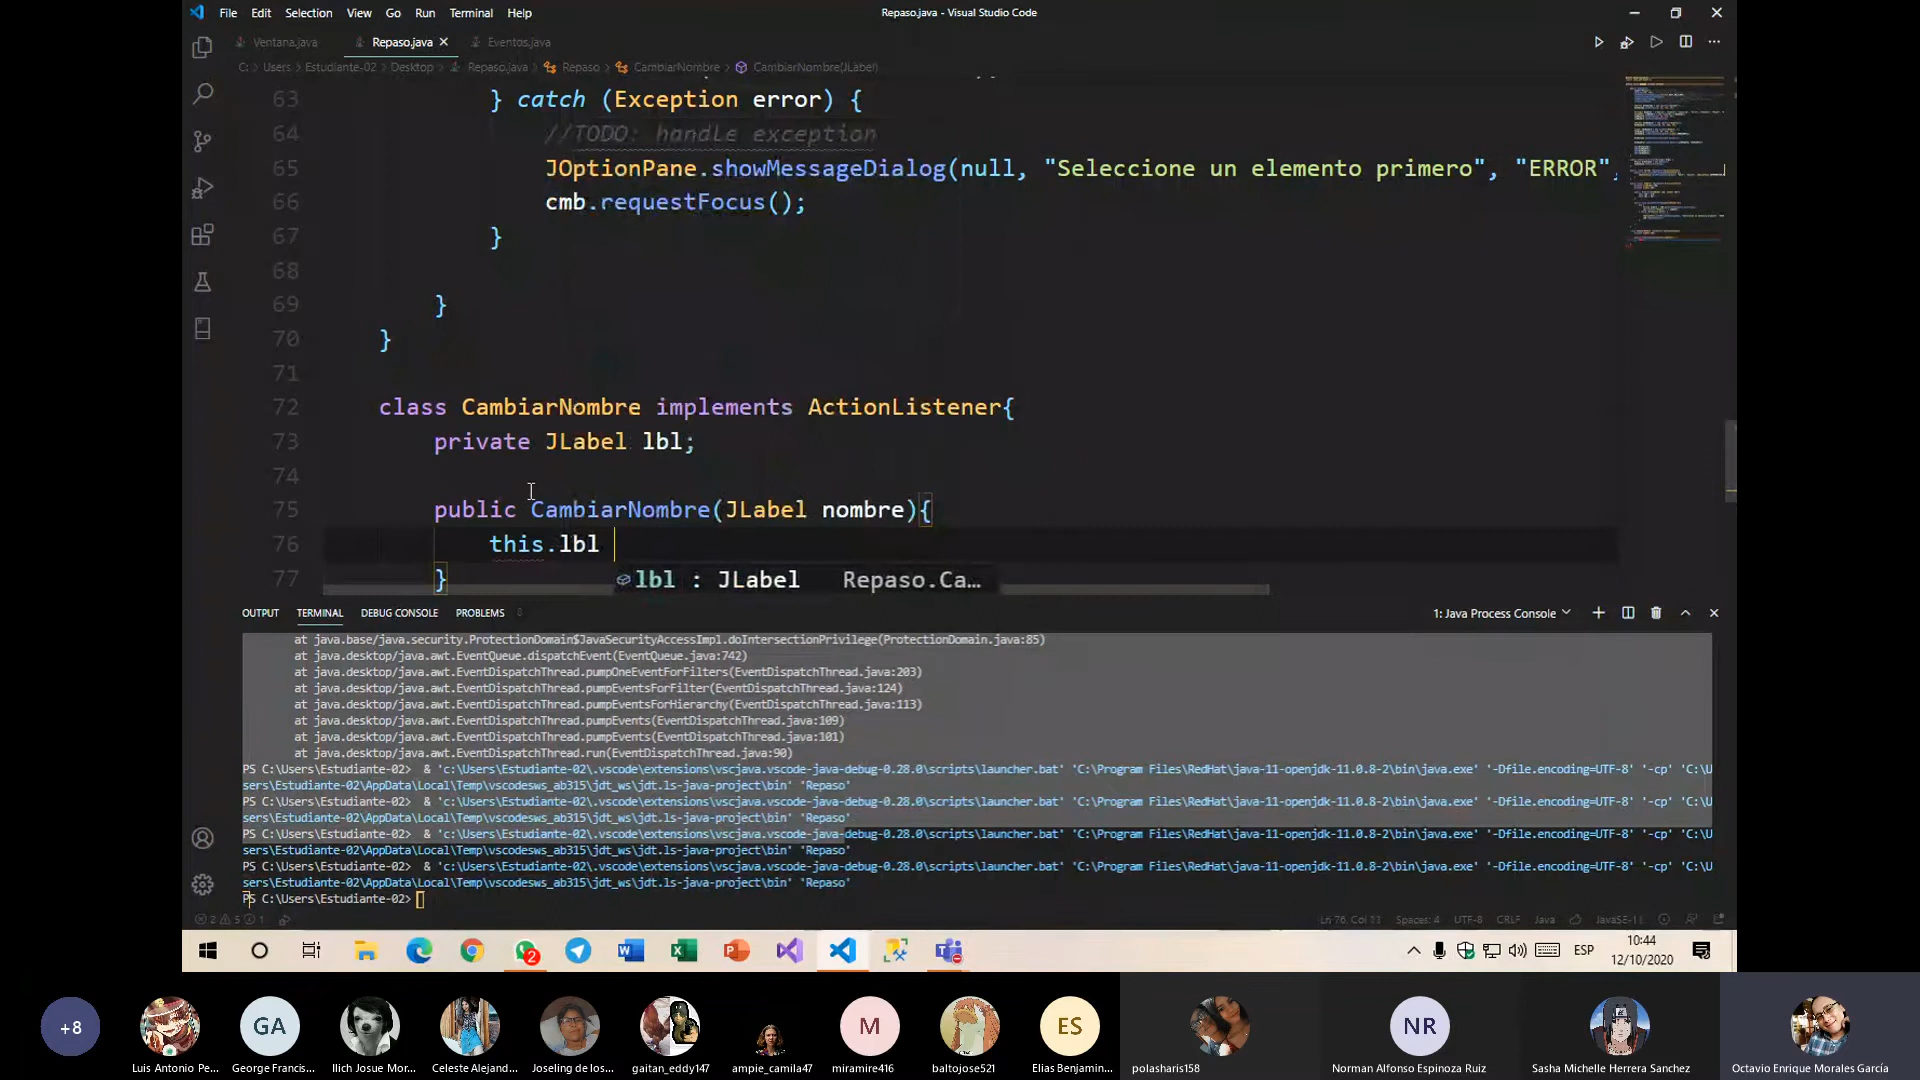 File Edit Selection View Go Run Terminal Help
Repaso.java - Visual Studio Code
Ventana.java
Repaso.java
Eventos.java
C: > Users > Estudiante-02 > Desktop > Repaso.java > Repaso > CambiarNombre > CambiarNombre(JLabel)
63 } catch (Exception error) {
64 //TODO: handle exception
65 JOptionPane.showMessageDialog(null, "Seleccione un elemento primero", "ERROR",
66 cmb.requestFocus();
67 }
68
69 }
70 }
71
72 class CambiarNombre implements ActionListener{
73 private JLabel lbl;
74
75 public CambiarNombre(JLabel nombre){
76 this.lbl
77 }
lbl : JLabel Repaso.Ca...
OUTPUT TERMINAL DEBUG CONSOLE PROBLEMS
1: Java Process Console
at java.base/java.security.ProtectionDomain$JavaSecurityAccessImpl.doIntersectionPrivilege(ProtectionDomain.java:85)
at java.desktop/java.awt.EventQueue.dispatchEvent(EventQueue.java:742)
at java.desktop/java.awt.EventDispatchThread.pumpOneEventForFilters(EventDispatchThread.java:203)
at java.desktop/java.awt.EventDispatchThread.pumpEventsForFilter(EventDispatchThread.java:124)
at java.desktop/java.awt.EventDispatchThread.pumpEventsForHierarchy(EventDispatchThread.java:113)
at java.desktop/java.awt.EventDispatchThread.pumpEvents(EventDispatchThread.java:109)
at java.desktop/java.awt.EventDispatchThread.pumpEvents(EventDispatchThread.java:101)
at java.desktop/java.awt.EventDispatchThread.run(EventDispatchThread.java:90)
PS C:\Users\Estudiante-02> & 'c:\Users\Estudiante-02\.vscode\extensions\vscjava.vscode-java-debug-0.28.0\scripts\launcher.bat' 'C:\Program Files\RedHat\java-11-openjdk-11.0.8-2\bin\java.exe' '-Dfile.encoding=UTF-8' '-cp' 'C:\U
sers\Estudiante-02\AppData\Local\Temp\vscodesws_ab315\jdt_ws\jdt.ls-java-project\bin' 'Repaso'
PS C:\Users\Estudiante-02> & 'c:\Users\Estudiante-02\.vscode\extensions\vscjava.vscode-java-debug-0.28.0\scripts\launcher.bat' 'C:\Program Files\RedHat\java-11-openjdk-11.0.8-2\bin\java.exe' '-Dfile.encoding=UTF-8' '-cp' 'C:\U
sers\Estudiante-02\AppData\Local\Temp\vscodesws_ab315\jdt_ws\jdt.ls-java-project\bin' 'Repaso'
PS C:\Users\Estudiante-02> & 'c:\Users\Estudiante-02\.vscode\extensions\vscjava.vscode-java-debug-0.28.0\scripts\launcher.bat' 'C:\Program Files\RedHat\java-11-openjdk-11.0.8-2\bin\java.exe' '-Dfile.encoding=UTF-8' '-cp' 'C:\U
sers\Estudiante-02\AppData\Local\Temp\vscodesws_ab315\jdt_ws\jdt.ls-java-project\bin' 'Repaso'
PS C:\Users\Estudiante-02> & 'c:\Users\Estudiante-02\.vscode\extensions\vscjava.vscode-java-debug-0.28.0\scripts\launcher.bat' 'C:\Program Files\RedHat\java-11-openjdk-11.0.8-2\bin\java.exe' '-Dfile.encoding=UTF-8' '-cp' 'C:\U
sers\Estudiante-02\AppData\Local\Temp\vscodesws_ab315\jdt_ws\jdt.ls-java-project\bin' 'Repaso'
PS C:\Users\Estudiante-02>
2 5 1
Ln 76, Col 13 Spaces: 4 UTF-8 CRLF Java JavaSE-11
2
ESP
10:44
12/10/2020
+8
GA
M
ES
NR
Luis Antonio Pe... George Francis... Ilich Josue Mor... Celeste Alejand... Joseling de los... gaitan_eddy147 ampie_camila47 miramire416 baltojose521 Elias Benjamin... polasharis158 Norman Alfonso Espinoza Ruiz Sasha Michelle Herrera Sanchez Octavio Enrique Morales García